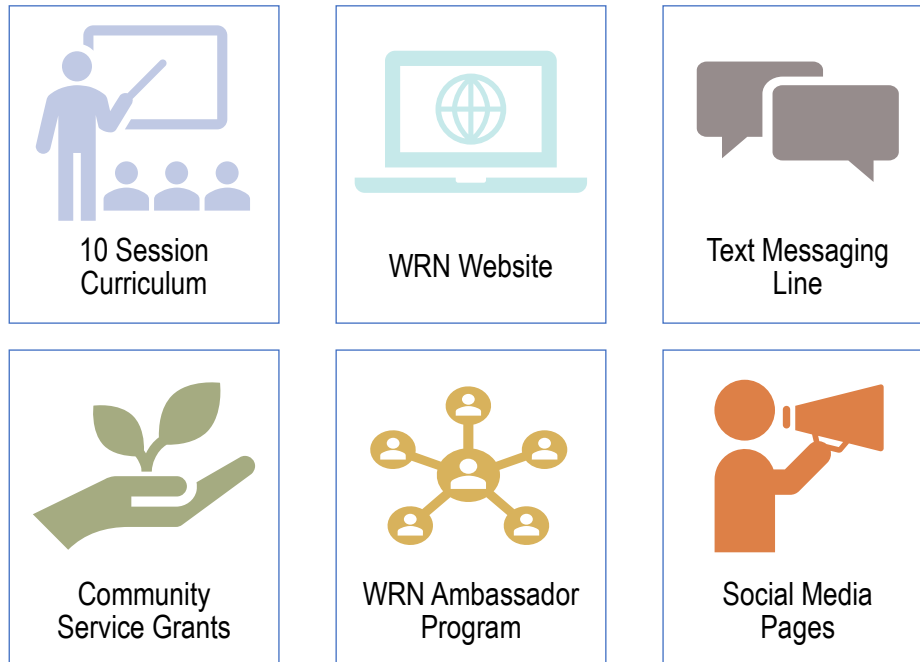 10 Session
Curriculum
WRN Website
Text Messaging
Line
Community
Service Grants
WRN Ambassador
Program
Social Media
Pages